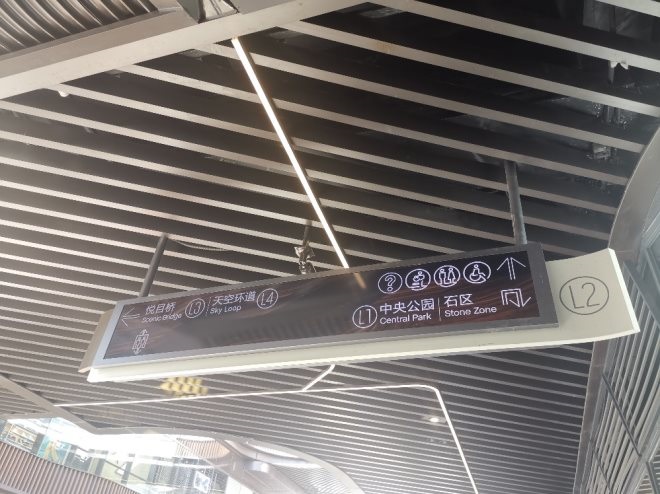 悦目桥
Scenic Bridge
L3
天空环道
Sky Loop
L4
?
L1
中央公园
Central Park
石区
Stone Zone
L2